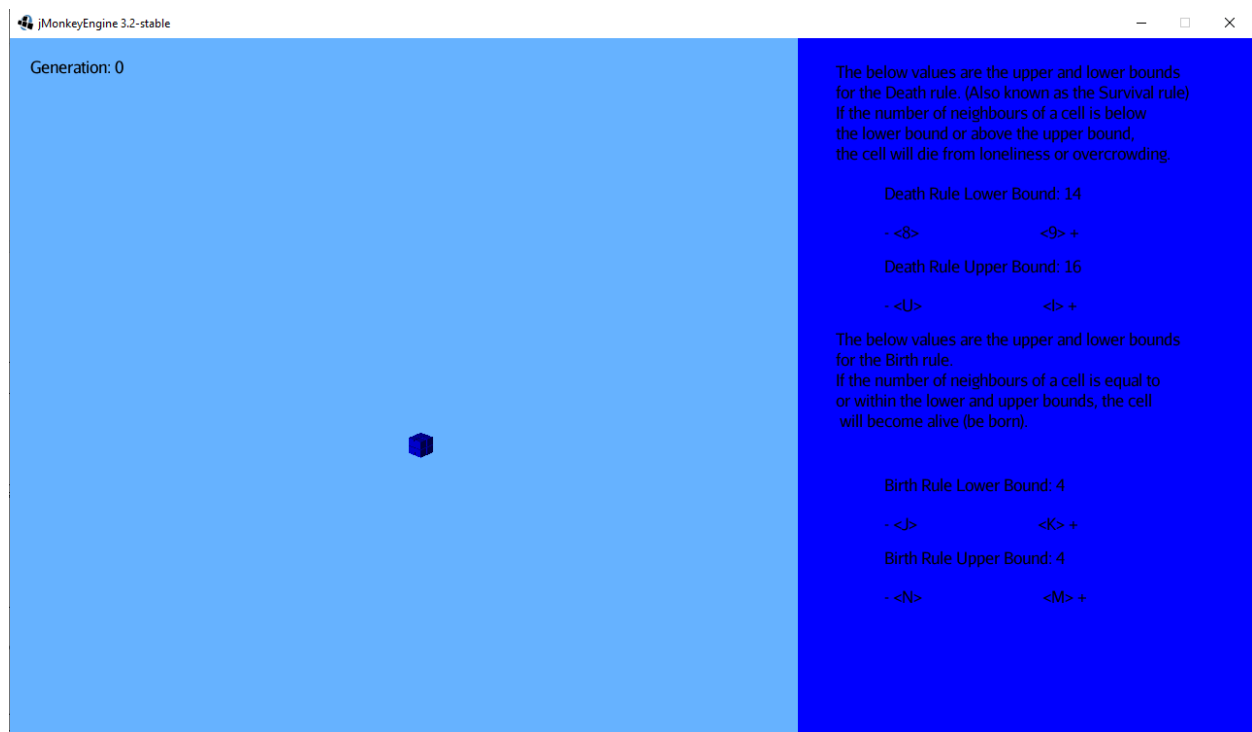 jMonkeyEngine 3.2-stable
Generation: 0
The below values are the upper and lower bounds
for the Death rule. (Also known as the Survival rule)
If the number of neighbours of a cell is below
the lower bound or above the upper bound,
the cell will die from loneliness or overcrowding.
Death Rule Lower Bound: 14
- <8> <9> +
Death Rule Upper Bound: 16
- <U> <i> +
The below values are the upper and lower bounds
for the Birth rule.
If the number of neighbours of a cell is equal to
or within the lower and upper bounds, the cell
will become alive (be born).
Birth Rule Lower Bound: 4
- <J> <K> +
Birth Rule Upper Bound: 4
- <N> <M> +